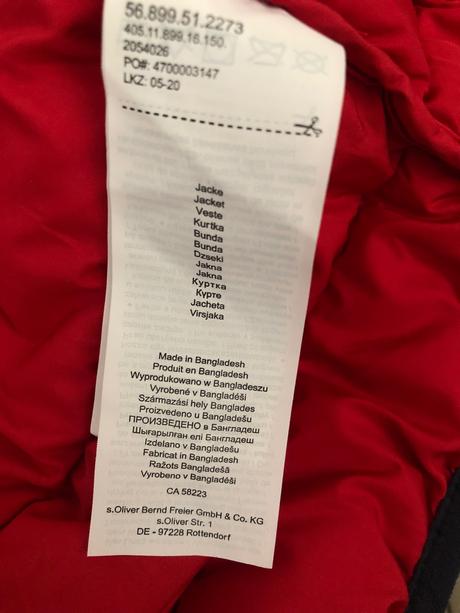 56.899.51.2273
405.11.899.16.150.
2054026
PO#: 4700003147
LKZ: 05-20
Jacke
Jacket
Veste
Kurtka
Bunda
Bunda
Dzseki
Jakna
Jakna
Куртка
Курте
Jacheta
Virsjaka
Made in Bangladesh
Produit en Bangladesh
Wyprodukowano w Bangladeszu
Vyrobené v Bangladéši
Származási hely Banglades
Proizvedeno u Bangladešu
ПРОИЗВЕДЕНО в Бангладеш
Шығарылған елі Бангладеш
Izdelano v Bangladešu
Fabricat in Bangladesh
Ražots Bangladešā
Vyrobeno v Bangladéši
CA 58223
s.Oliver Bernd Freier GmbH & Co. KG
s.Oliver Str. 1
DE - 97228 Rottendorf